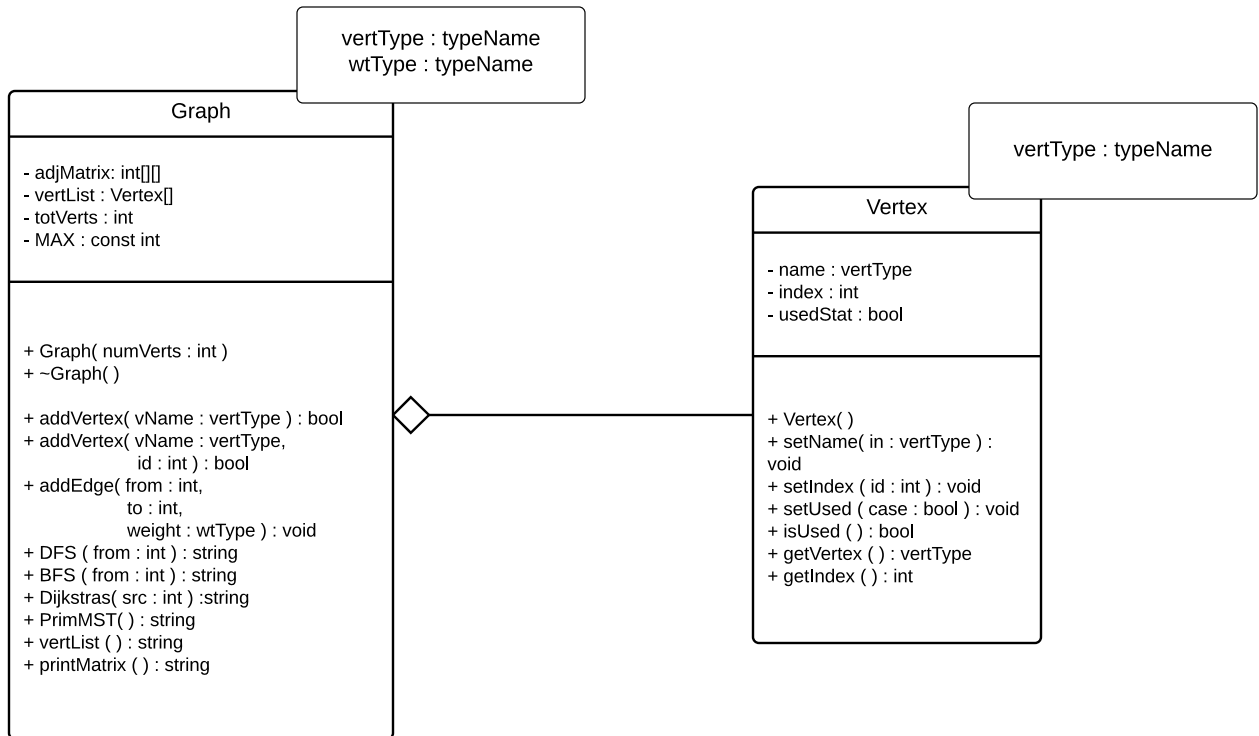 vertType : typeName
wtType : typeName
Graph
- adjMatrix: int[][]
- vertList : Vertex[]
- totVerts : int
- MAX : const int
+ Graph( numVerts : int )
+ ~Graph( )
+ addVertex( vName : vertType ) : bool
+ addVertex( vName : vertType,
id : int ) : bool
+ addEdge( from : int,
to : int,
weight : wtType ) : void
+ DFS ( from : int ) : string
+ BFS ( from : int ) : string
+ Dijkstras( src : int ) :string
+ PrimMST( ) : string
+ vertList ( ) : string
+ printMatrix ( ) : string
vertType : typeName
Vertex
- name : vertType
- index : int
- usedStat : bool
+ Vertex( )
+ setName( in : vertType ) :
void
+ setIndex ( id : int ) : void
+ setUsed ( case : bool ) : void
+ isUsed ( ) : bool
+ getVertex ( ) : vertType
+ getIndex ( ) : int